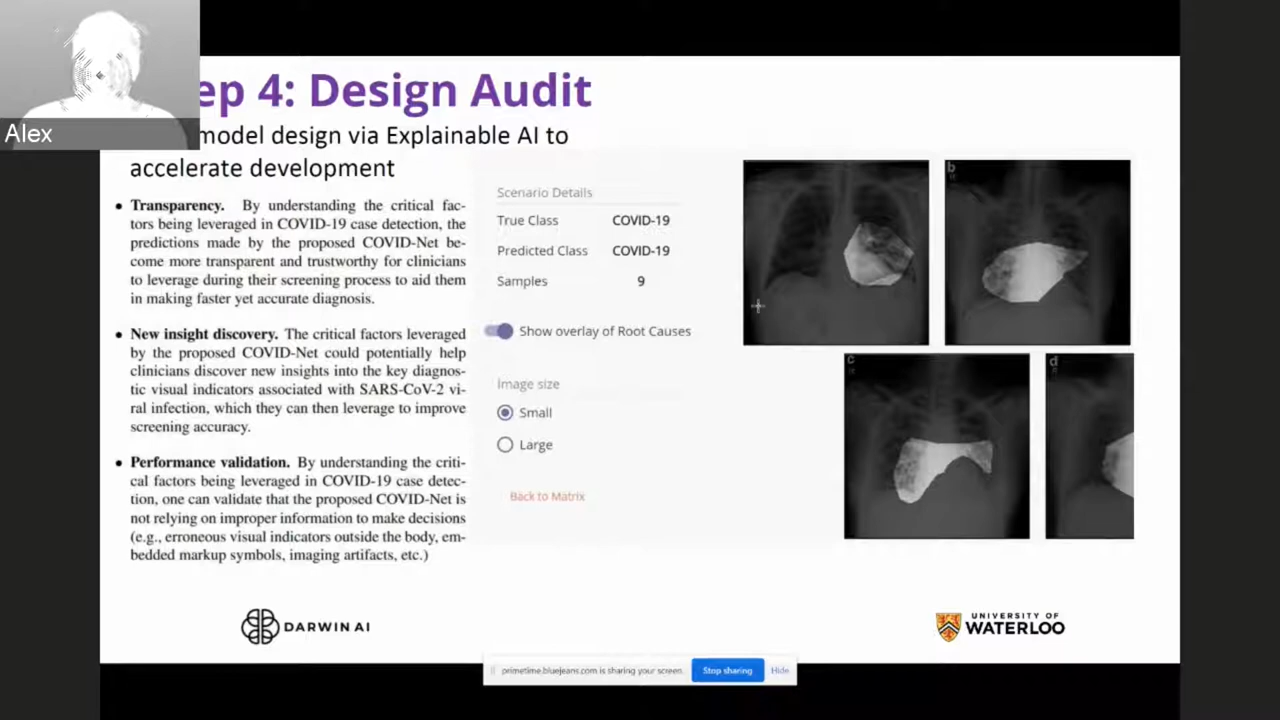 Alex
ep 4: Design Audit
model design via Explainable AI to
accelerate development
• Transparency. By understanding the critical fac-
tors being leveraged in COVID-19 case detection, the
predictions made by the proposed COVID-Net be-
come more transparent and trustworthy for clinicians
to leverage during their screening process to aid them
in making faster yet accurate diagnosis.
• New insight discovery. The critical factors leveraged
by the proposed COVID-Net could potentially help
clinicians discover new insights into the key diagnos-
tic visual indicators associated with SARS-CoV-2 vi-
ral infection, which they can then leverage to improve
screening accuracy.
• Performance validation. By understanding the criti-
cal factors being leveraged in COVID-19 case detec-
tion, one can validate that the proposed COVID-Net is
not relying on improper information to make decisions
(e.g., erroneous visual indicators outside the body, em-
bedded markup symbols, imaging artifacts, etc.)
Scenario Details
True Class COVID-19
Predicted Class COVID-19
Samples 9
Show overlay of Root Causes
Image size
Small
Large
Back to Matrix
b
c
d
DARWIN AI
UNIVERSITY OF
WATERLOO
primetime.bluejeans.com is sharing your screen.
Stop sharing
Hide